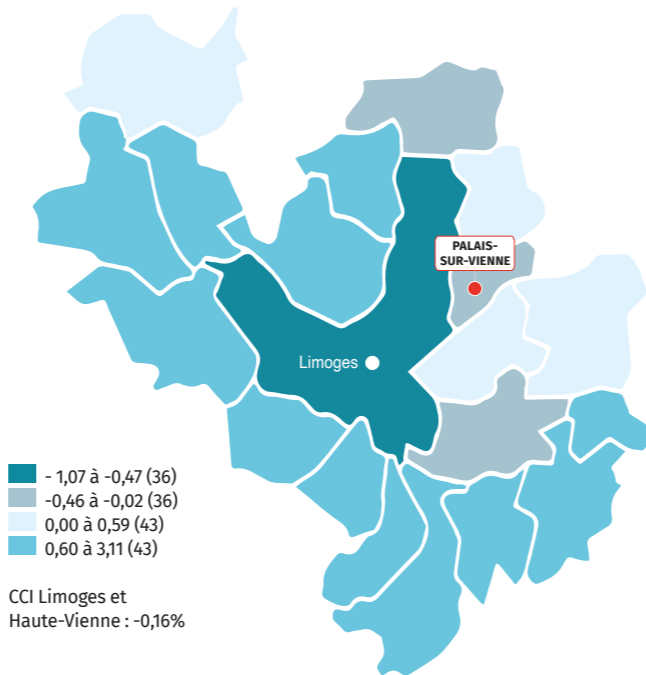 PALAIS-
SUR-VIENNE
Limoges
- 1,07 à -0,47 (36)
-0,46 à -0,02 (36)
0,00 à 0,59 (43)
0,60 à 3,11 (43)
CCI Limoges et
Haute-Vienne : -0,16%